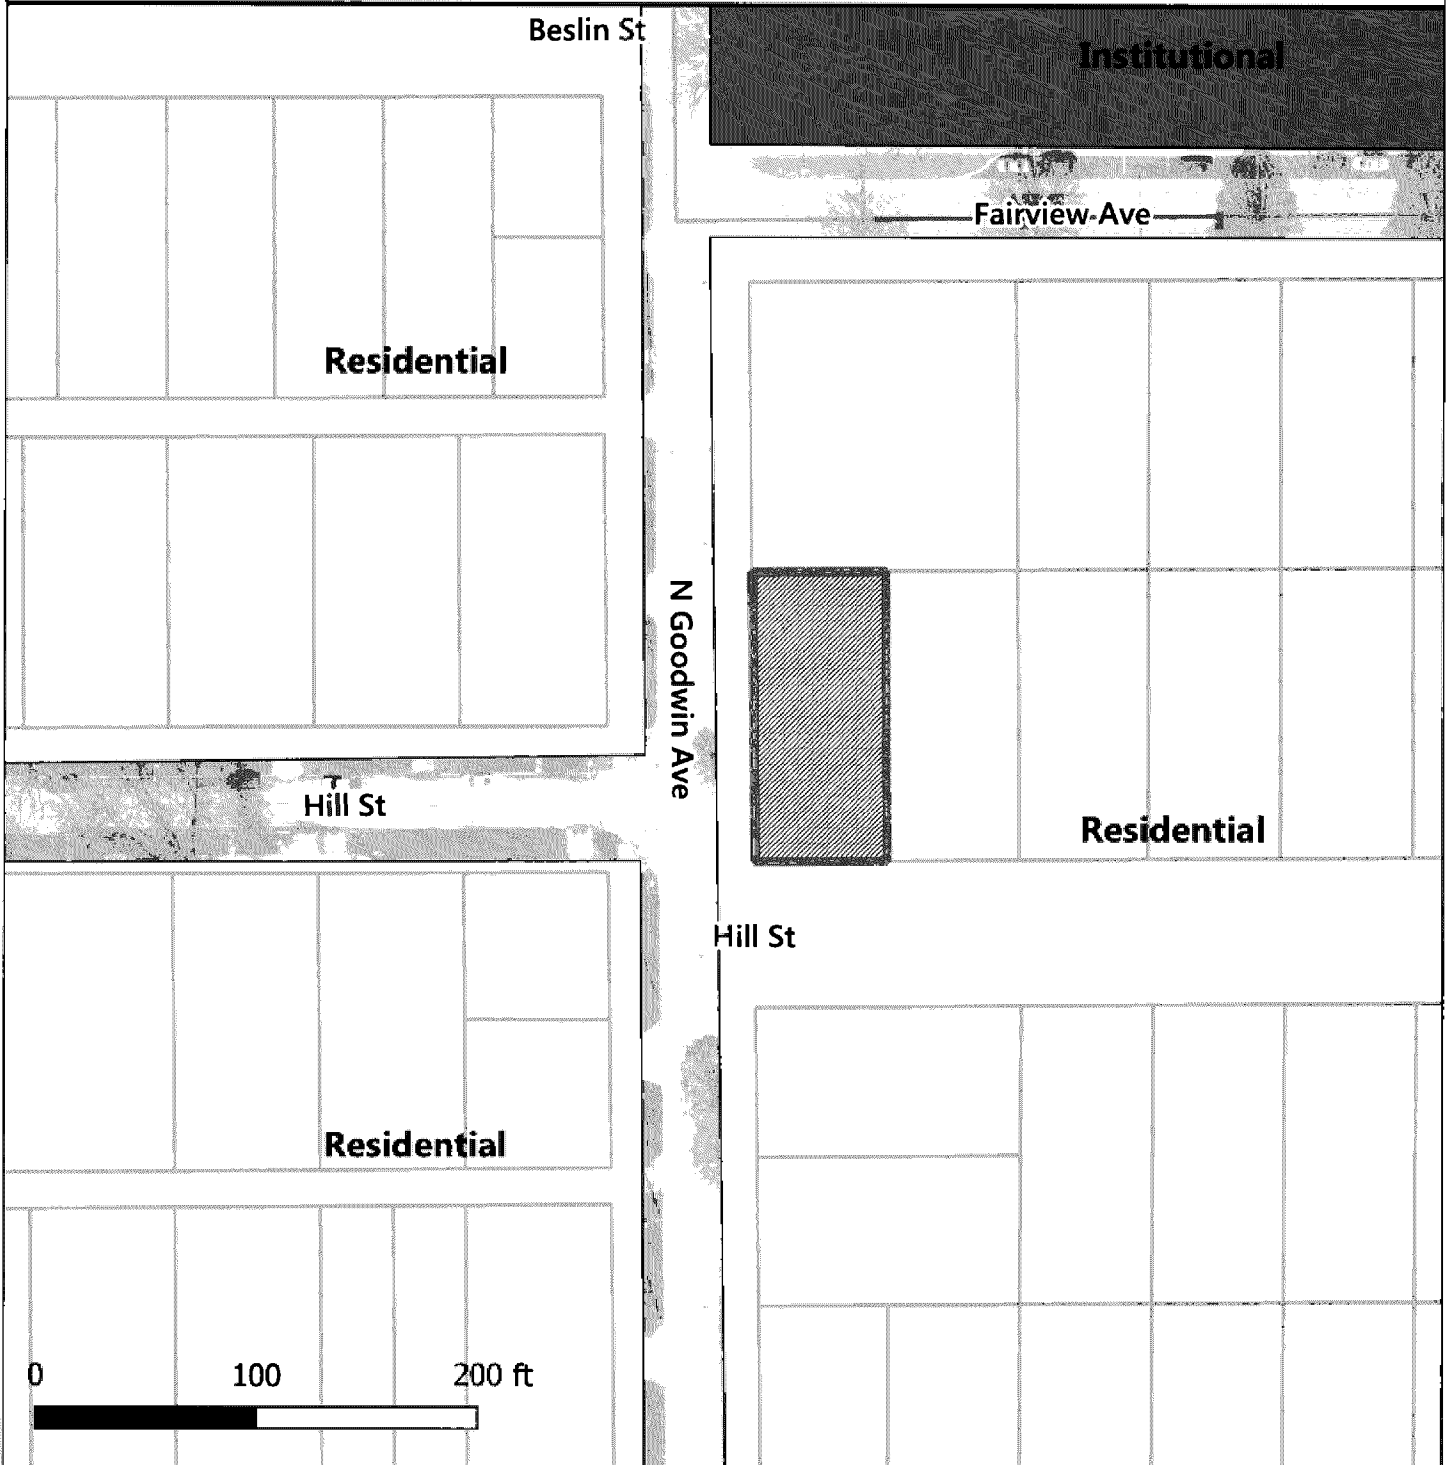 Beslin St
Institutional
Fairview Ave
Residential
N Goodwin Ave
Hill St
Residential
Hill St
Residential
0 100 200 ft